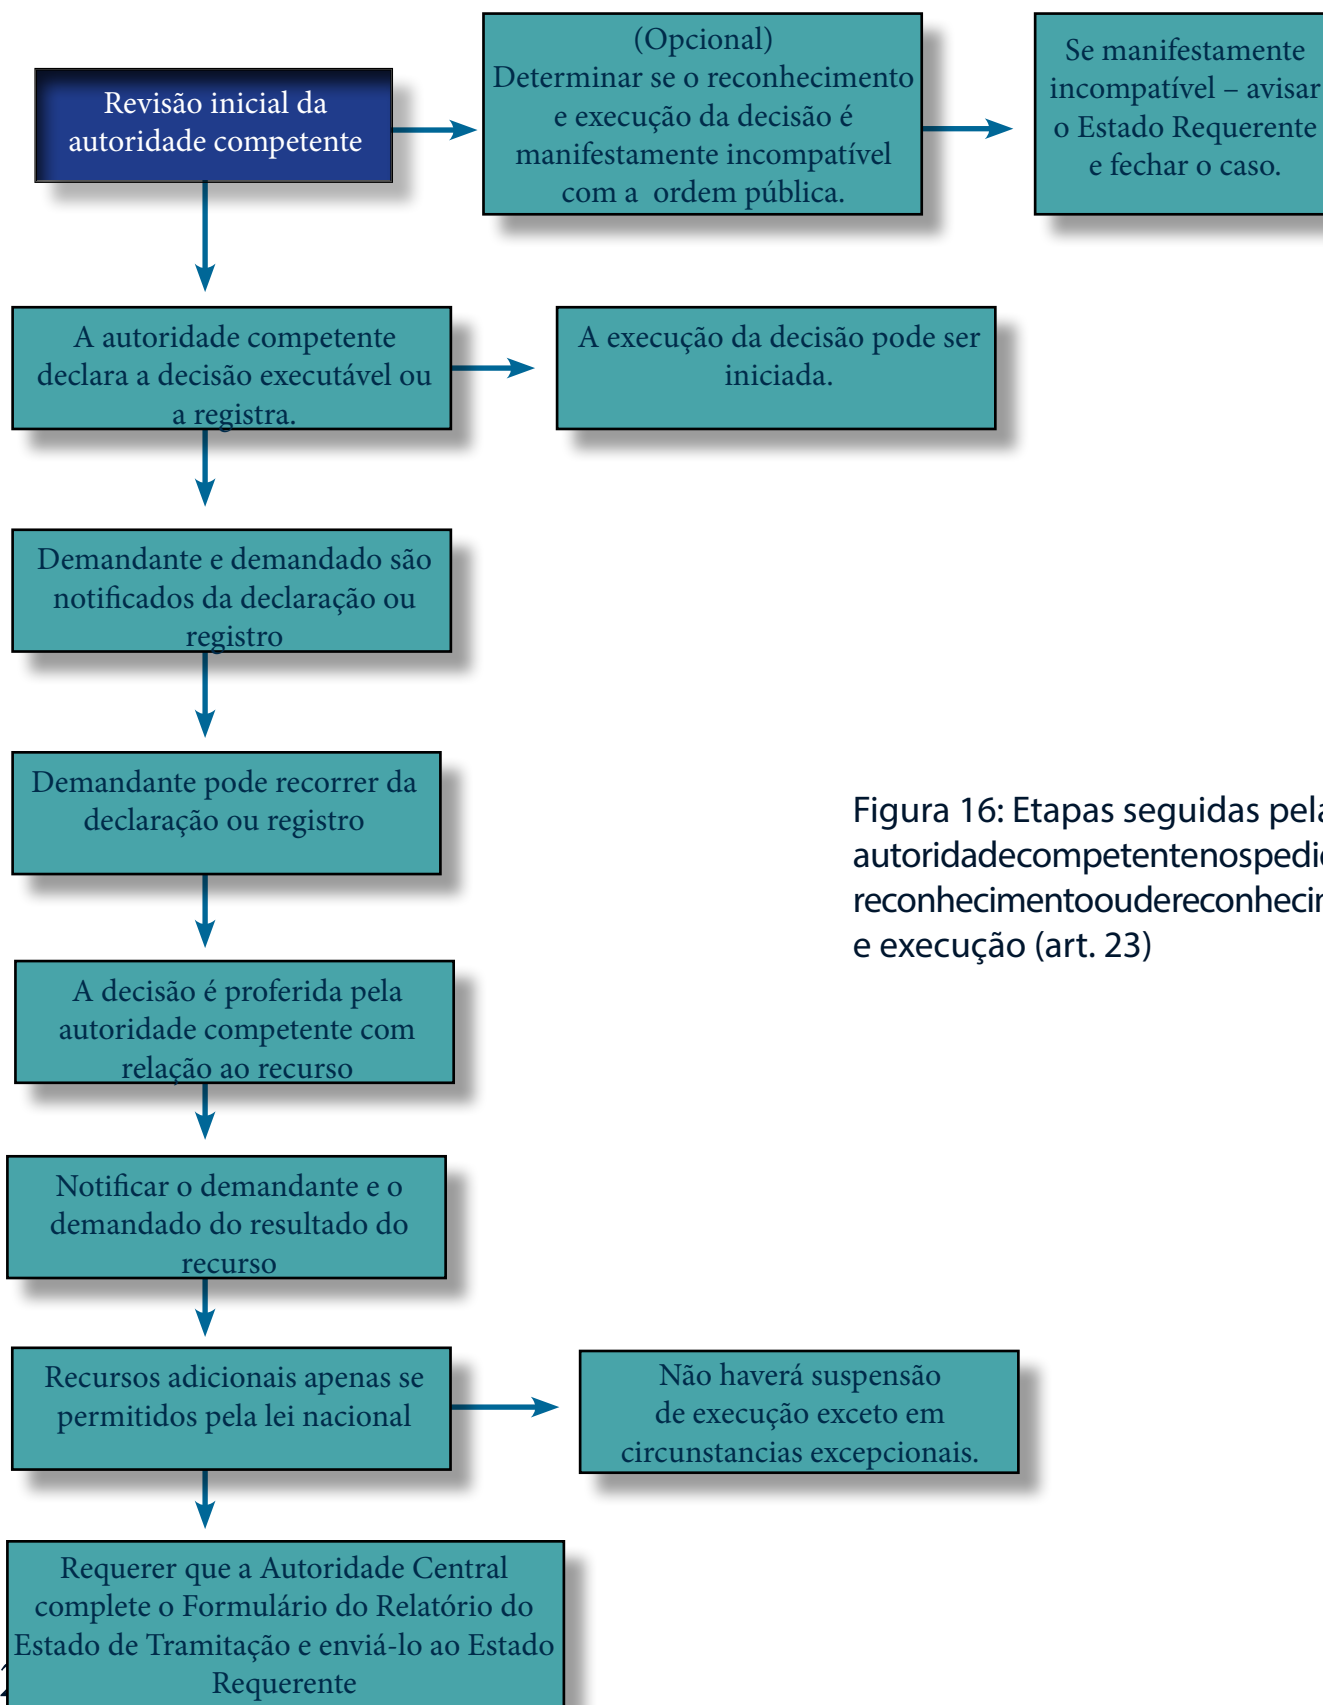 Revisão inicial da
autoridade competente
(Opcional)
Determinar se o reconhecimento
e execução da decisão é
manifestamente incompatível
com a ordem pública.
Se manifestamente
incompatível – avisar
o Estado Requerente
e fechar o caso.
A autoridade competente
declara a decisão executável ou
a registra.
A execução da decisão pode ser
iniciada.
Demandante e demandado são
notificados da declaração ou
registro
Demandante pode recorrer da
declaração ou registro
Figura 16: Etapas seguidas pela
autoridadecompetentenospedi
reconhecimentooudereconheci
e execução (art. 23)
A decisão é proferida pela
autoridade competente com
relação ao recurso
Notificar o demandante e o
demandado do resultado do
recurso
Recursos adicionais apenas se
permitidos pela lei nacional
Não haverá suspensão
de execução exceto em
circunstancias excepcionais.
Requerer que a Autoridade Central
complete o Formulário do Relatório do
Estado de Tramitação e enviá-lo ao Estado
Requerente